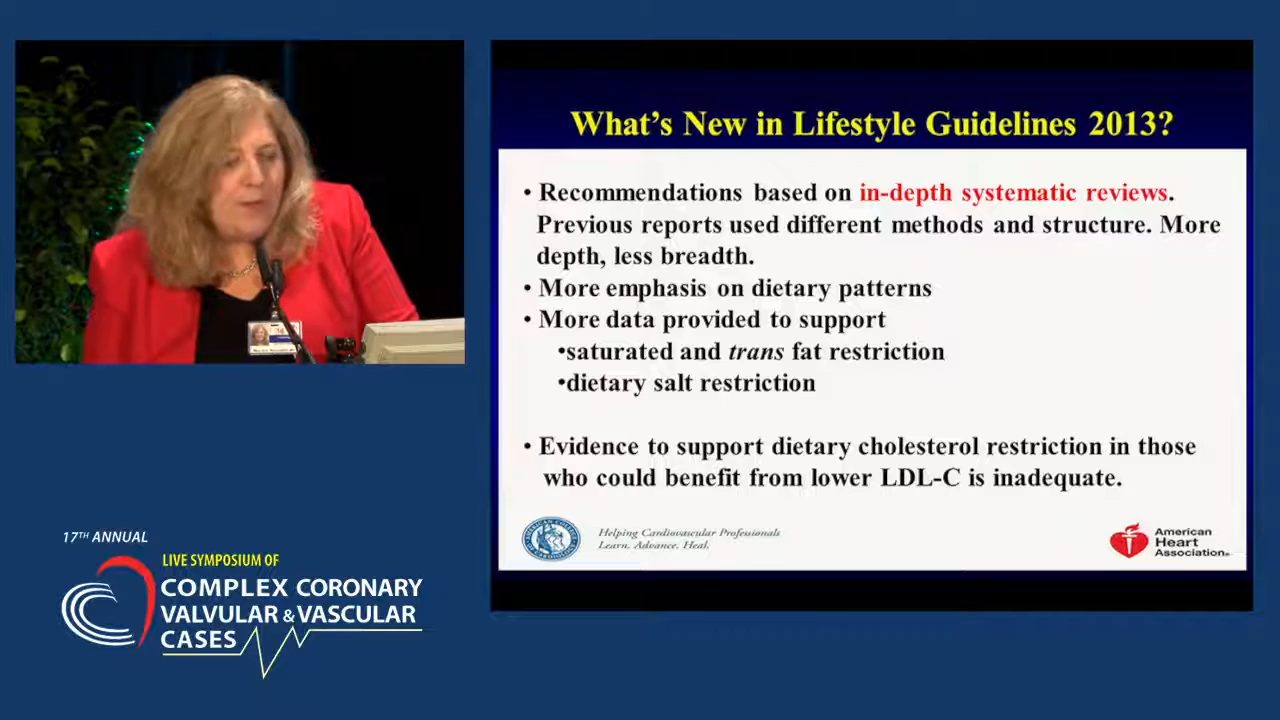 What's New in Lifestyle Guidelines 2013?
• Recommendations based on in-depth systematic reviews.
Previous reports used different methods and structure. More
depth, less breadth.
• More emphasis on dietary patterns
• More data provided to support
•saturated and trans fat restriction
•dietary salt restriction
• Evidence to support dietary cholesterol restriction in those
who could benefit from lower LDL-C is inadequate.
Helping Cardiovascular Professionals
Learn. Advance. Heal.
American
Heart
Association
17TH ANNUAL
LIVE SYMPOSIUM OF
COMPLEX CORONARY
VALVULAR & VASCULAR
CASES